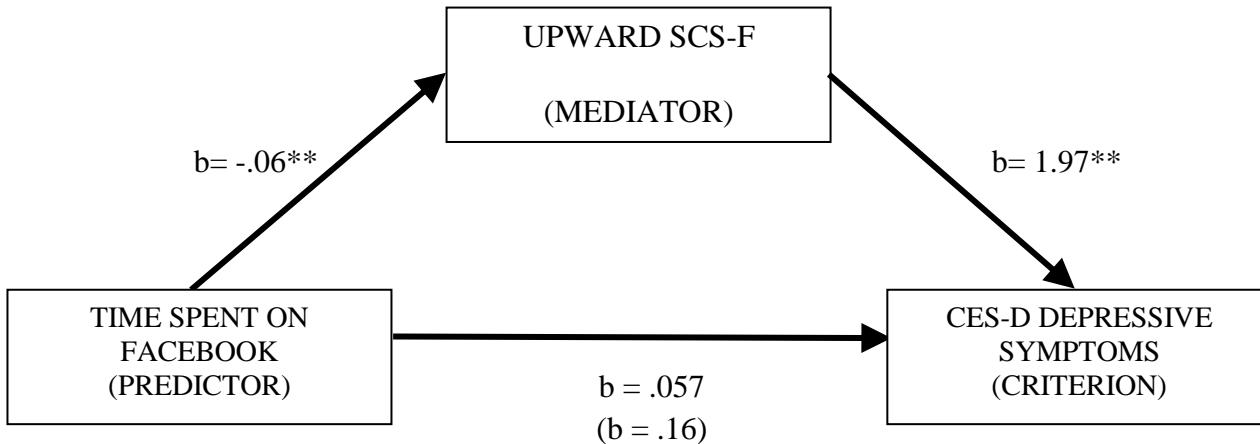 UPWARD SCS-F
(MEDIATOR)
b= -.06**
b= 1.97**
TIME SPENT ON
FACEBOOK
(PREDICTOR)
CES-D DEPRESSIVE
SYMPTOMS
(CRITERION)
b = .057
(b = .16)